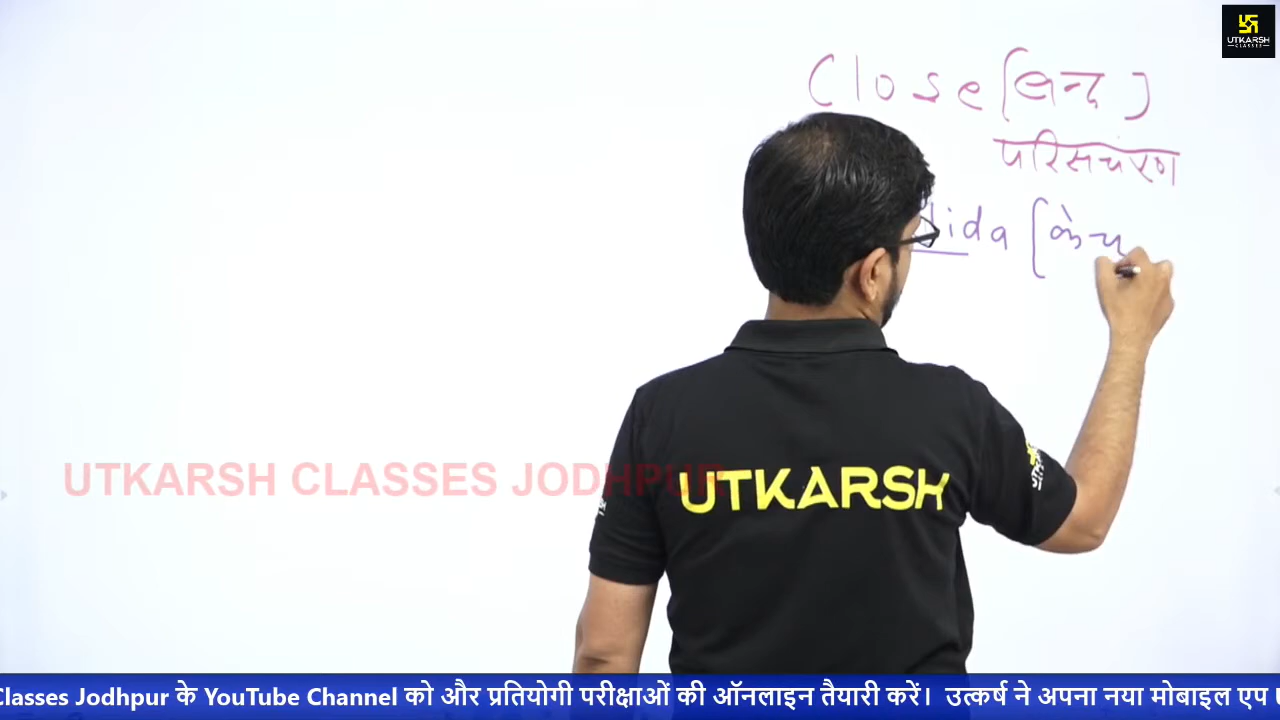 UTKARSH
CLASSES
Close (बन्द)
परिसंचरण
ida (केंच
UTKARSH CLASSES JODHPUR
UTKARSH
Classes Jodhpur के YouTube Channel को और प्रतियोगी परीक्षाओं की ऑनलाइन तैयारी करें। उत्कर्ष ने अपना नया मोबाइल एप